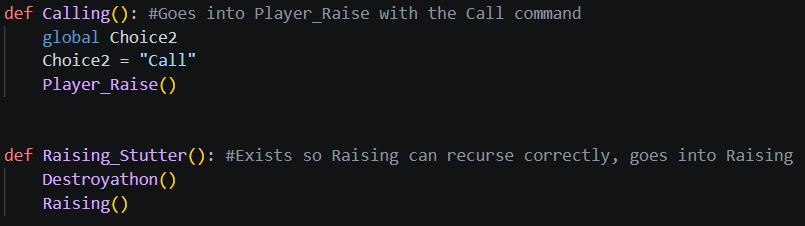 def Calling(): #Goes into Player_Raise with the Call command
    global Choice2
    Choice2 = "Call"
    Player_Raise()
def Raising_Stutter(): #Exists so Raising can recurse correctly, goes into Raising
    Destroyathon()
    Raising()